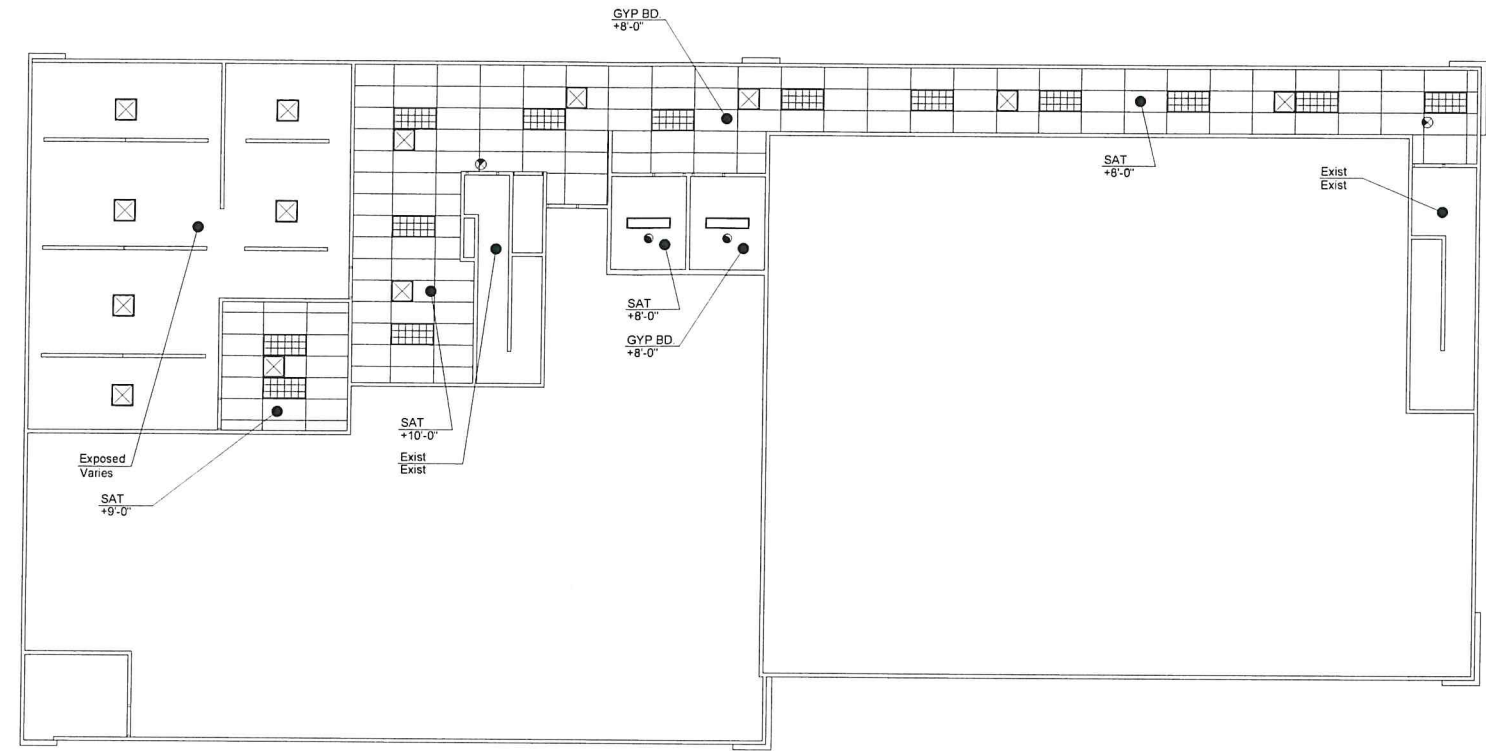 GYP BD.
+8'-0"
SAT
+8'-0"
Exist
Exist
SAT
+8'-0"
GYP BD.
+8'-0"
SAT
+10'-0"
Exist
Exist
Exposed
Varies
SAT
+9'-0"